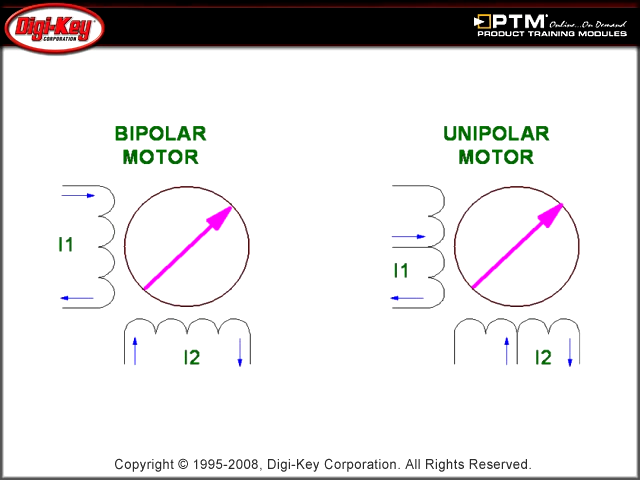 Digi-Key
CORPORATION
PTM Online...On Demand
PRODUCT TRAINING MODULES
BIPOLAR
MOTOR
UNIPOLAR
MOTOR
I1
I2
I1
I2
Copyright © 1995-2008, Digi-Key Corporation. All Rights Reserved.